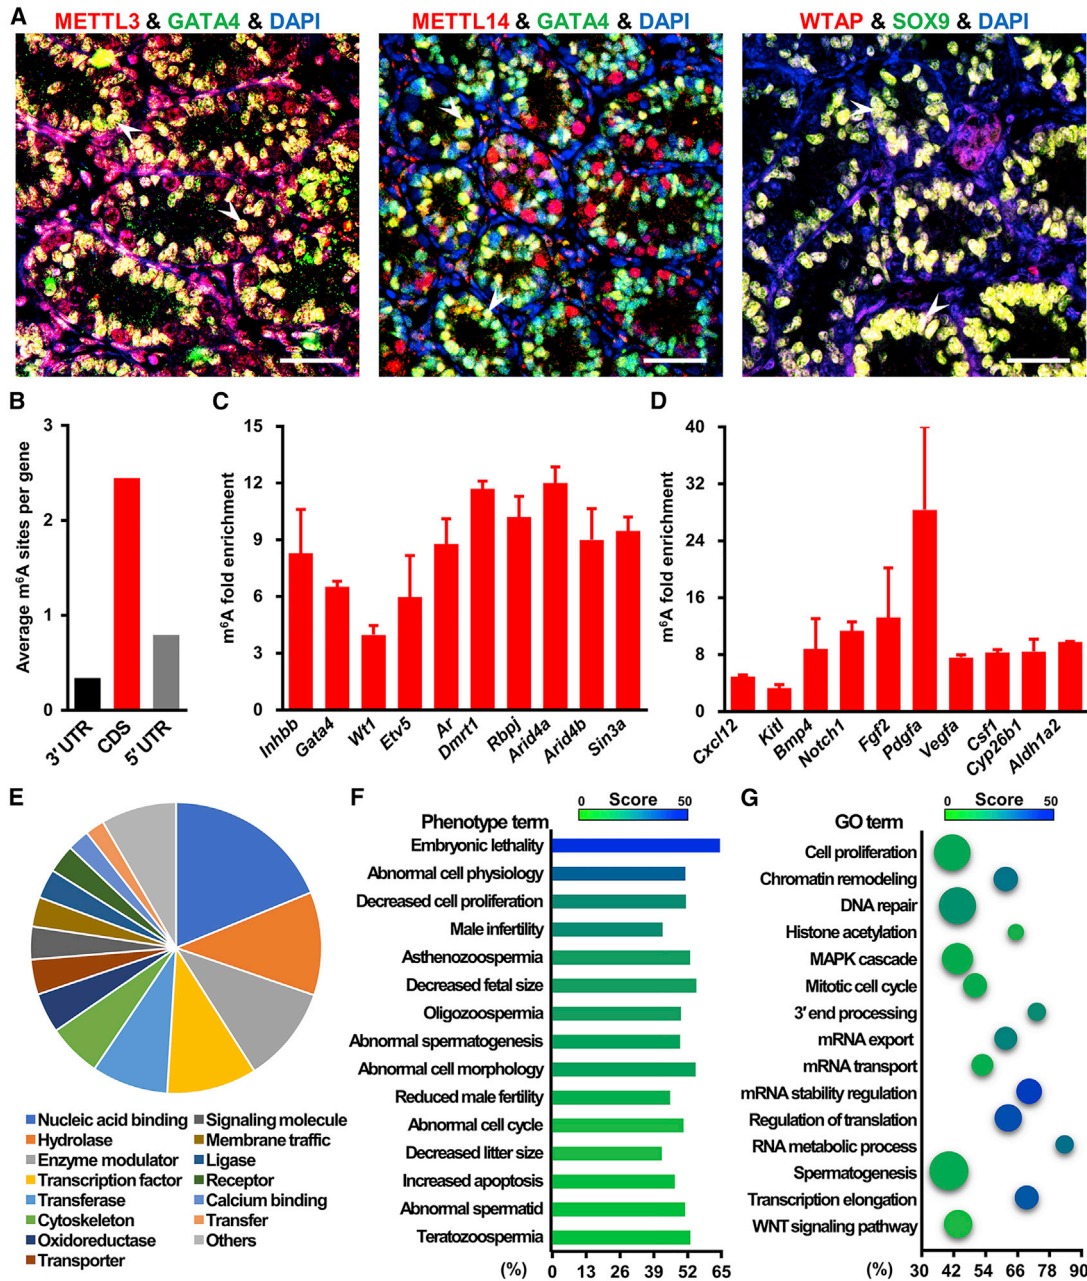 A
METTL3 & GATA4 & DAPI
METTL14 & GATA4 & DAPI
WTAP & SOX9 & DAPI
B
Average m⁶A sites per gene
3
2
1
0
3' UTR
CDS
5' UTR
C
m⁶A fold enrichment
15
12
9
6
3
0
Inhbb
Gata4
Wt1
Etv5
Ar
Dmrt1
Rbpj
Arid4a
Arid4b
Sin3a
D
m⁶A fold enrichment
40
32
24
16
8
0
Cxcl12
Kitl
Bmp4
Notch1
Fgf2
Pdgfa
Vegfa
Csf1
Cyp26b1
Aldh1a2
E
Nucleic acid binding
Hydrolase
Enzyme modulator
Transcription factor
Transferase
Cytoskeleton
Oxidoreductase
Transporter
Signaling molecule
Membrane traffic
Ligase
Receptor
Calcium binding
Transfer
Others
F
0 Score 50
Phenotype term
Embryonic lethality
Abnormal cell physiology
Decreased cell proliferation
Male infertility
Asthenozoospermia
Decreased fetal size
Oligozoospermia
Abnormal spermatogenesis
Abnormal cell morphology
Reduced male fertility
Abnormal cell cycle
Decreased litter size
Increased apoptosis
Abnormal spermatid
Teratozoospermia
(%) 0 13 26 39 52 65
G
0 Score 50
GO term
Cell proliferation
Chromatin remodeling
DNA repair
Histone acetylation
MAPK cascade
Mitotic cell cycle
3' end processing
mRNA export
mRNA transport
mRNA stability regulation
Regulation of translation
RNA metabolic process
Spermatogenesis
Transcription elongation
WNT signaling pathway
(%) 30 42 54 66 78 90